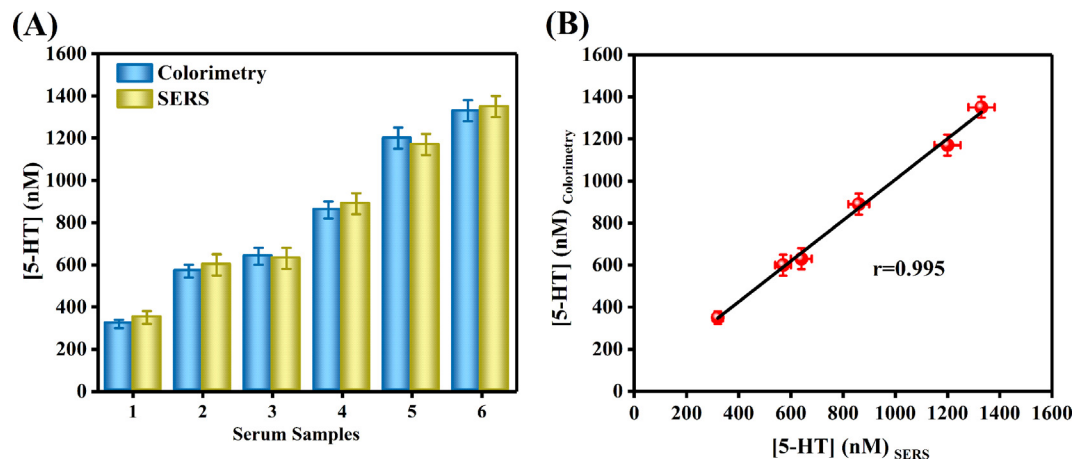 (A)
1600
1400
1200
1000
800
600
400
200
0
[5-HT] (nM)
Colorimetry
SERS
1 2 3 4 5 6
Serum Samples
(B)
1600
1400
1200
1000
800
600
400
200
0
[5-HT] (nM) Colorimetry
r=0.995
0 200 400 600 800 1000 1200 1400 1600
[5-HT] (nM) SERS